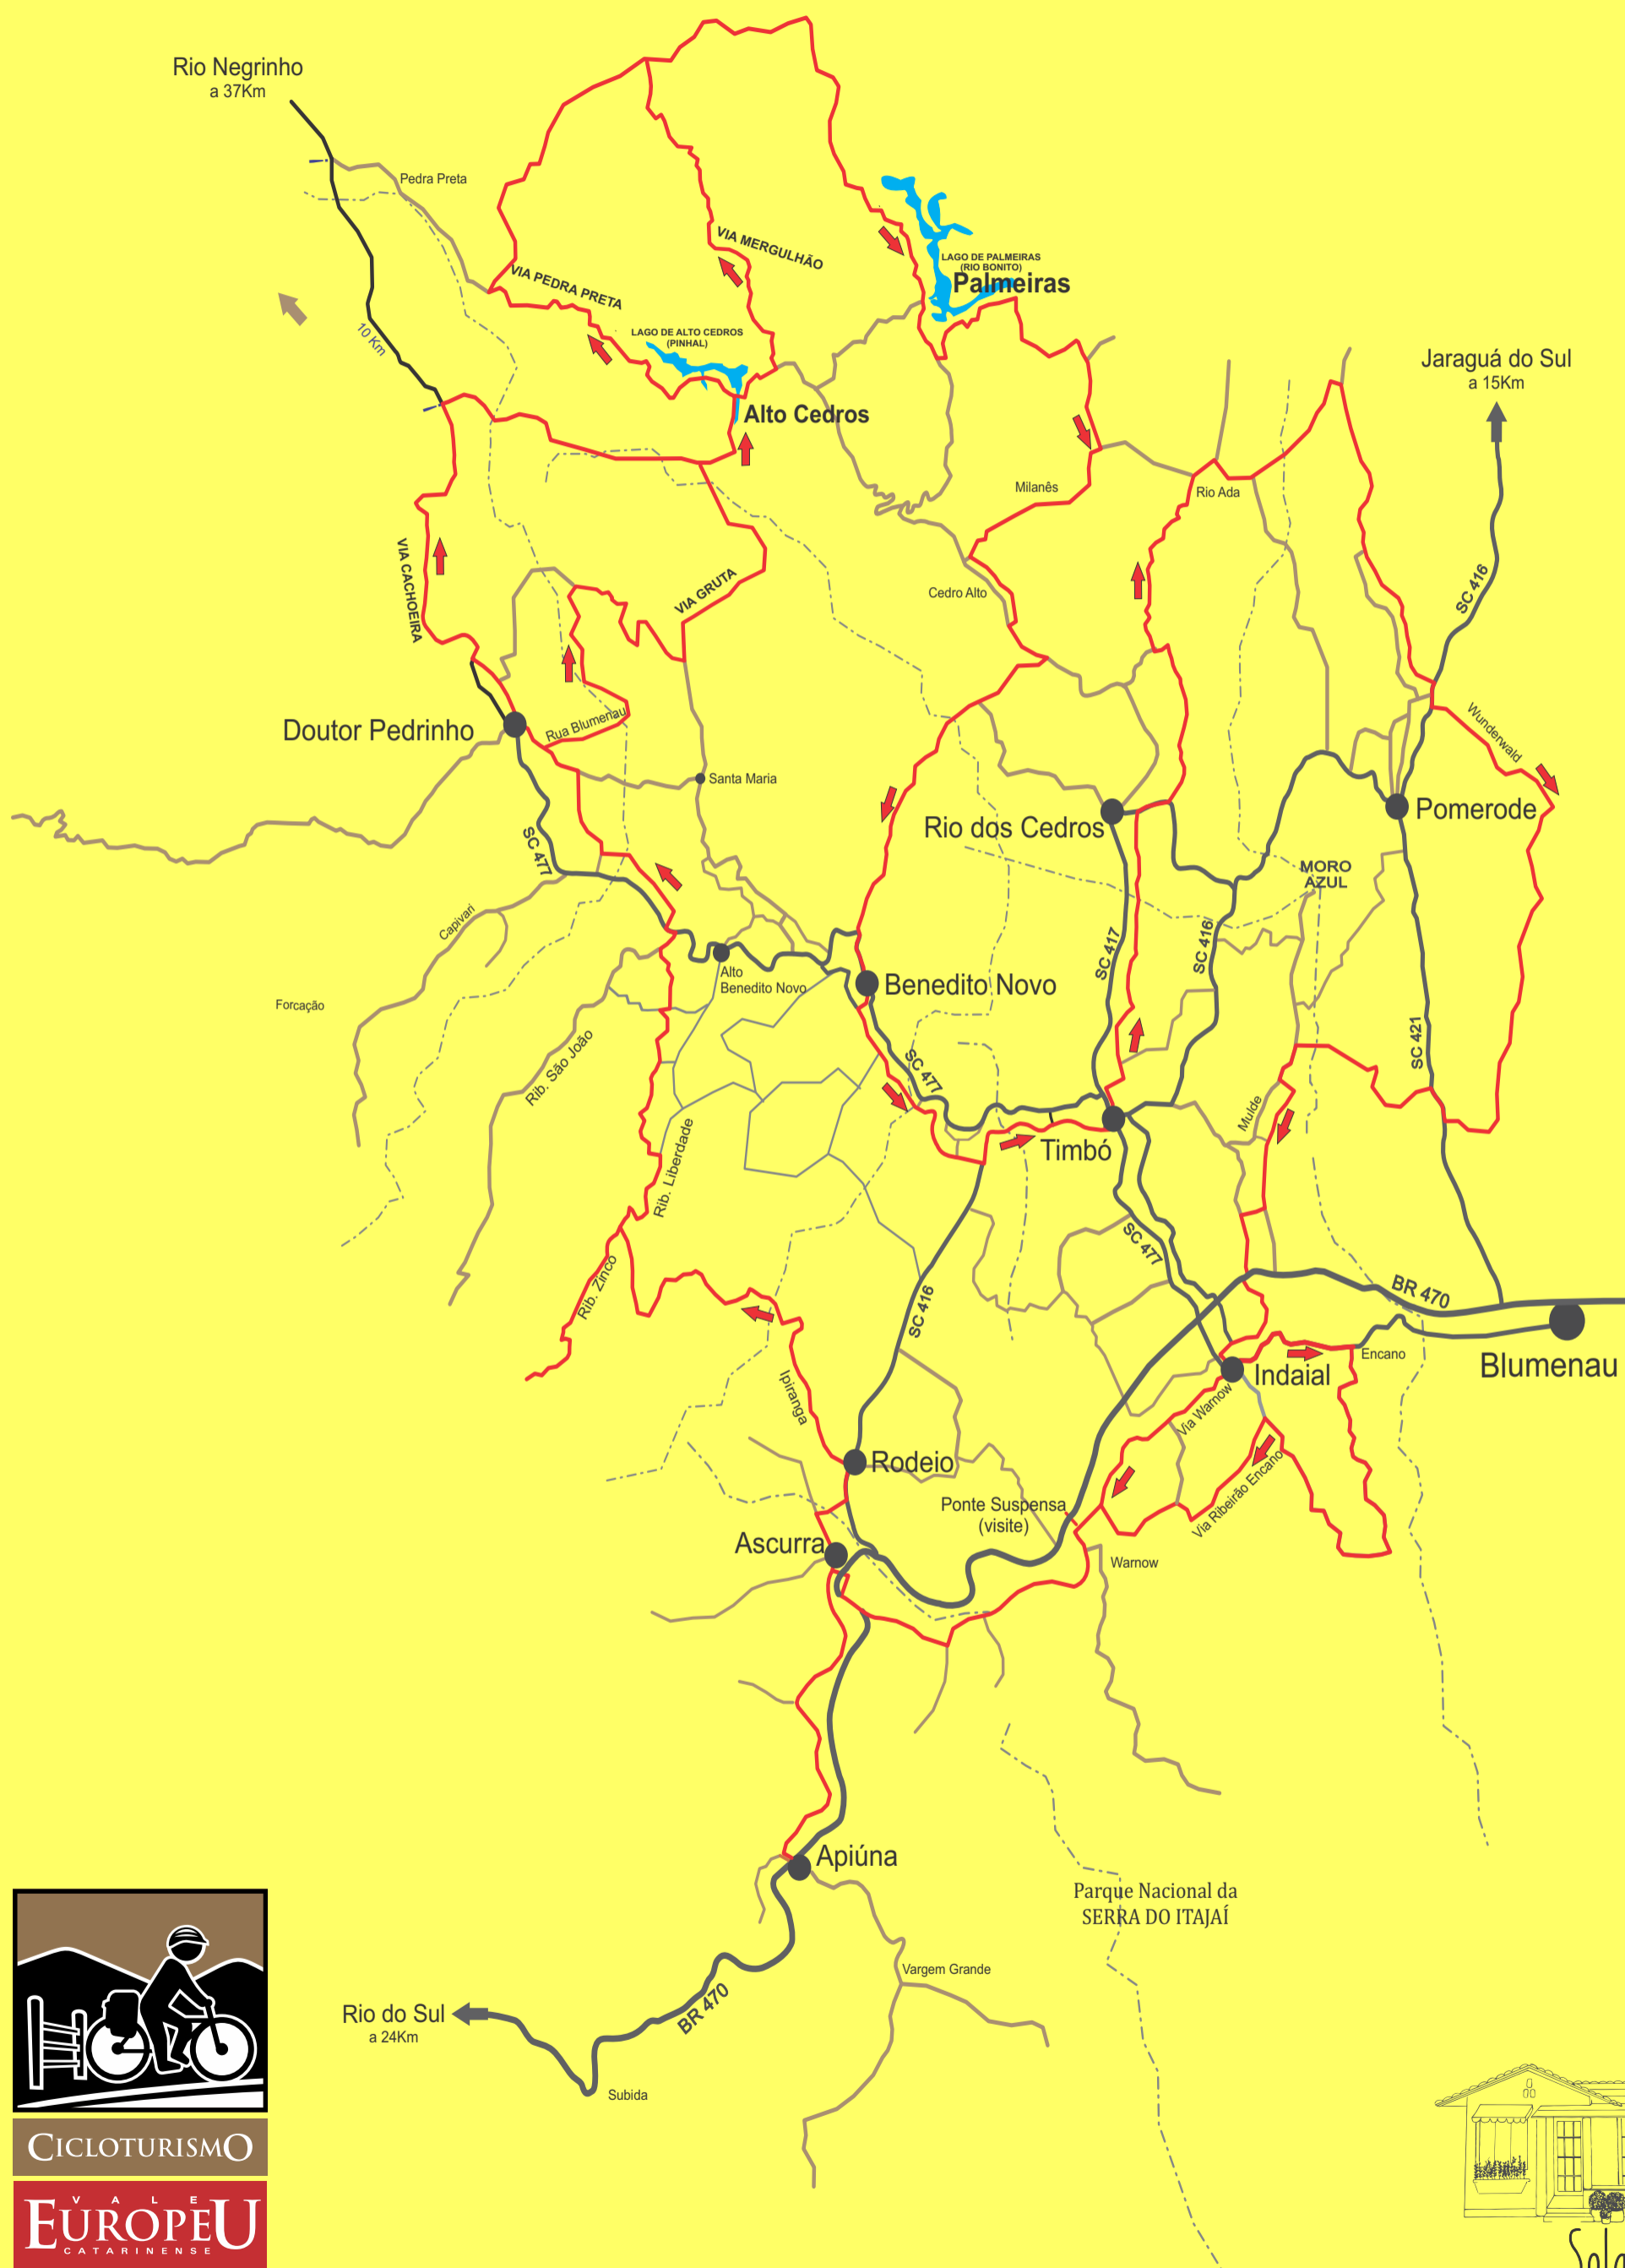 Rio Negrinho
a 37Km
Pedra Preta
VIA MERGULHÃO
VIA PEDRA PRETA
LAGO DE PALMEIRAS
(RIO BONITO)
Palmeiras
10 Km
LAGO DE ALTO CEDROS
(PINHAL)
Alto Cedros
Jaraguá do Sul
a 15Km
Milanês
Rio Ada
VIA CACHOEIRA
VIA GRUTA
Cedro Alto
SC 416
Doutor Pedrinho
Rua Blumenau
Santa Maria
Wunderwald
Rio dos Cedros
Pomerode
SC 477
MORO
AZUL
Capivari
SC 417
SC 416
Alto
Benedito Novo
Benedito Novo
Forcação
Rib. São João
SC 477
SC 421
Mulde
Timbó
Rib. Liberdade
SC 477
Rib. Zinco
SC 416
BR 470
Encano
Blumenau
Indaial
Ipiranga
Via Warnow
Rodeio
Via Ribeirão Encano
Ponte Suspensa
(visite)
Ascurra
Warnow
Apiúna
Parque Nacional da
SERRA DO ITAJAÍ
Vargem Grande
Rio do Sul
a 24Km
BR 470
Subida
CICLOTURISMO
VALE
EUROPEU
CATARINENSE